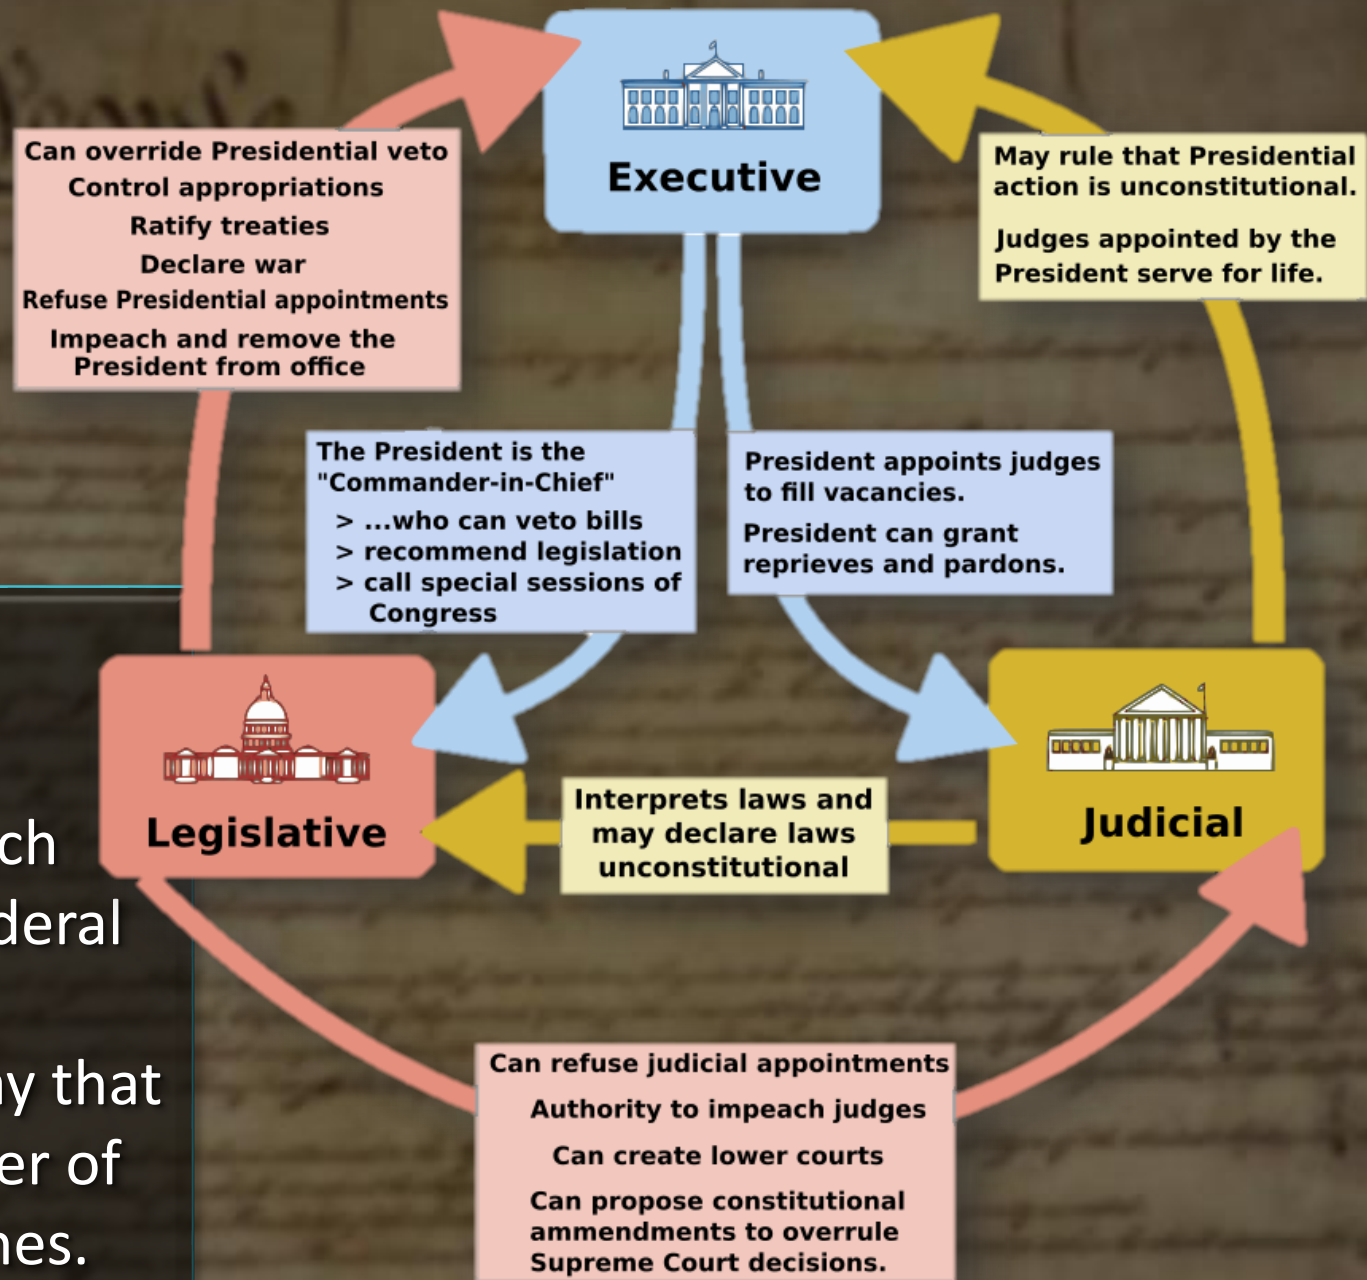 Executive
Can override Presidential veto
Control appropriations
Ratify treaties
Declare war
Refuse Presidential appointments
Impeach and remove the
President from office
May rule that Presidential
action is unconstitutional.
Judges appointed by the
President serve for life.
The President is the
"Commander-in-Chief"
> ...who can veto bills
> recommend legislation
> call special sessions of
Congress
President appoints judges
to fill vacancies.
President can grant
reprieves and pardons.
Legislative
Interprets laws and
may declare laws
unconstitutional
Judicial
ch
deral
y that
er of
nes.
Can refuse judicial appointments
Authority to impeach judges
Can create lower courts
Can propose constitutional
ammendments to overrule
Supreme Court decisions.